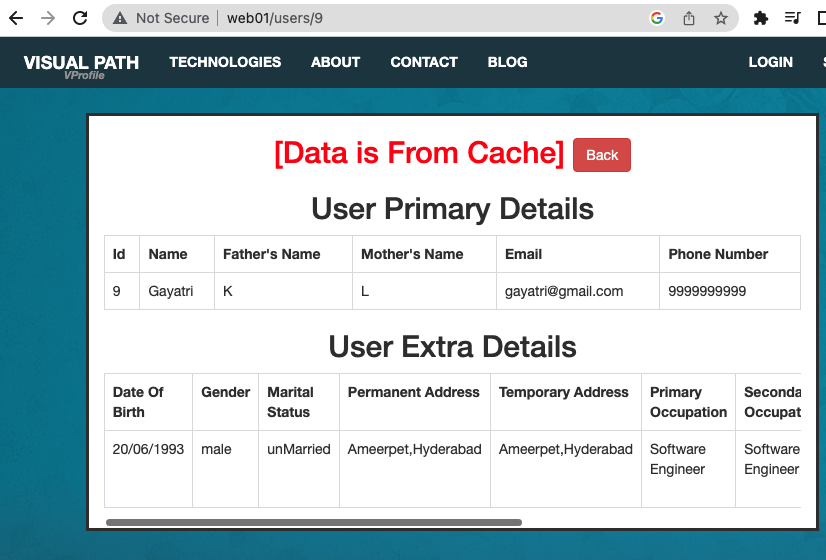 Not Secure | web01/users/9
VISUAL PATH TECHNOLOGIES ABOUT CONTACT BLOG LOGIN
VProfile
[Data is From Cache] Back
User Primary Details
Id Name Father's Name Mother's Name Email Phone Number
9 Gayatri K L gayatri@gmail.com 9999999999
User Extra Details
Date Of Gender Marital Permanent Address Temporary Address Primary Seconda
Birth Status Occupation Occupat
20/06/1993 male unMarried Ameerpet,Hyderabad Ameerpet,Hyderabad Software Software
Engineer Engineer